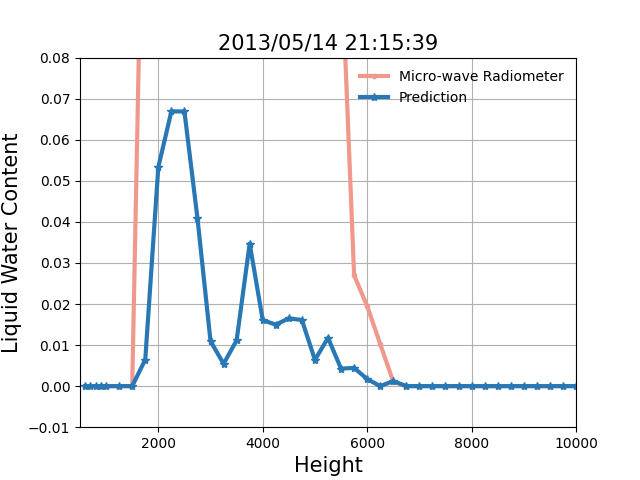 2013/05/14 21:15:39
Micro-wave Radiometer
Prediction
Liquid Water Content
0.08
0.07
0.06
0.05
0.04
0.03
0.02
0.01
0.00
−0.01
2000 4000 6000 8000 10000
Height